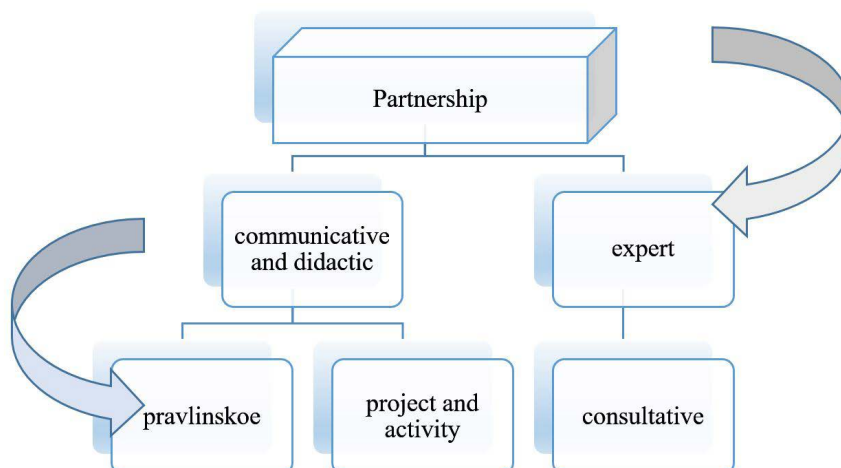 Partnership
communicative
and didactic
expert
pravlinskoe
project and
activity
consultative